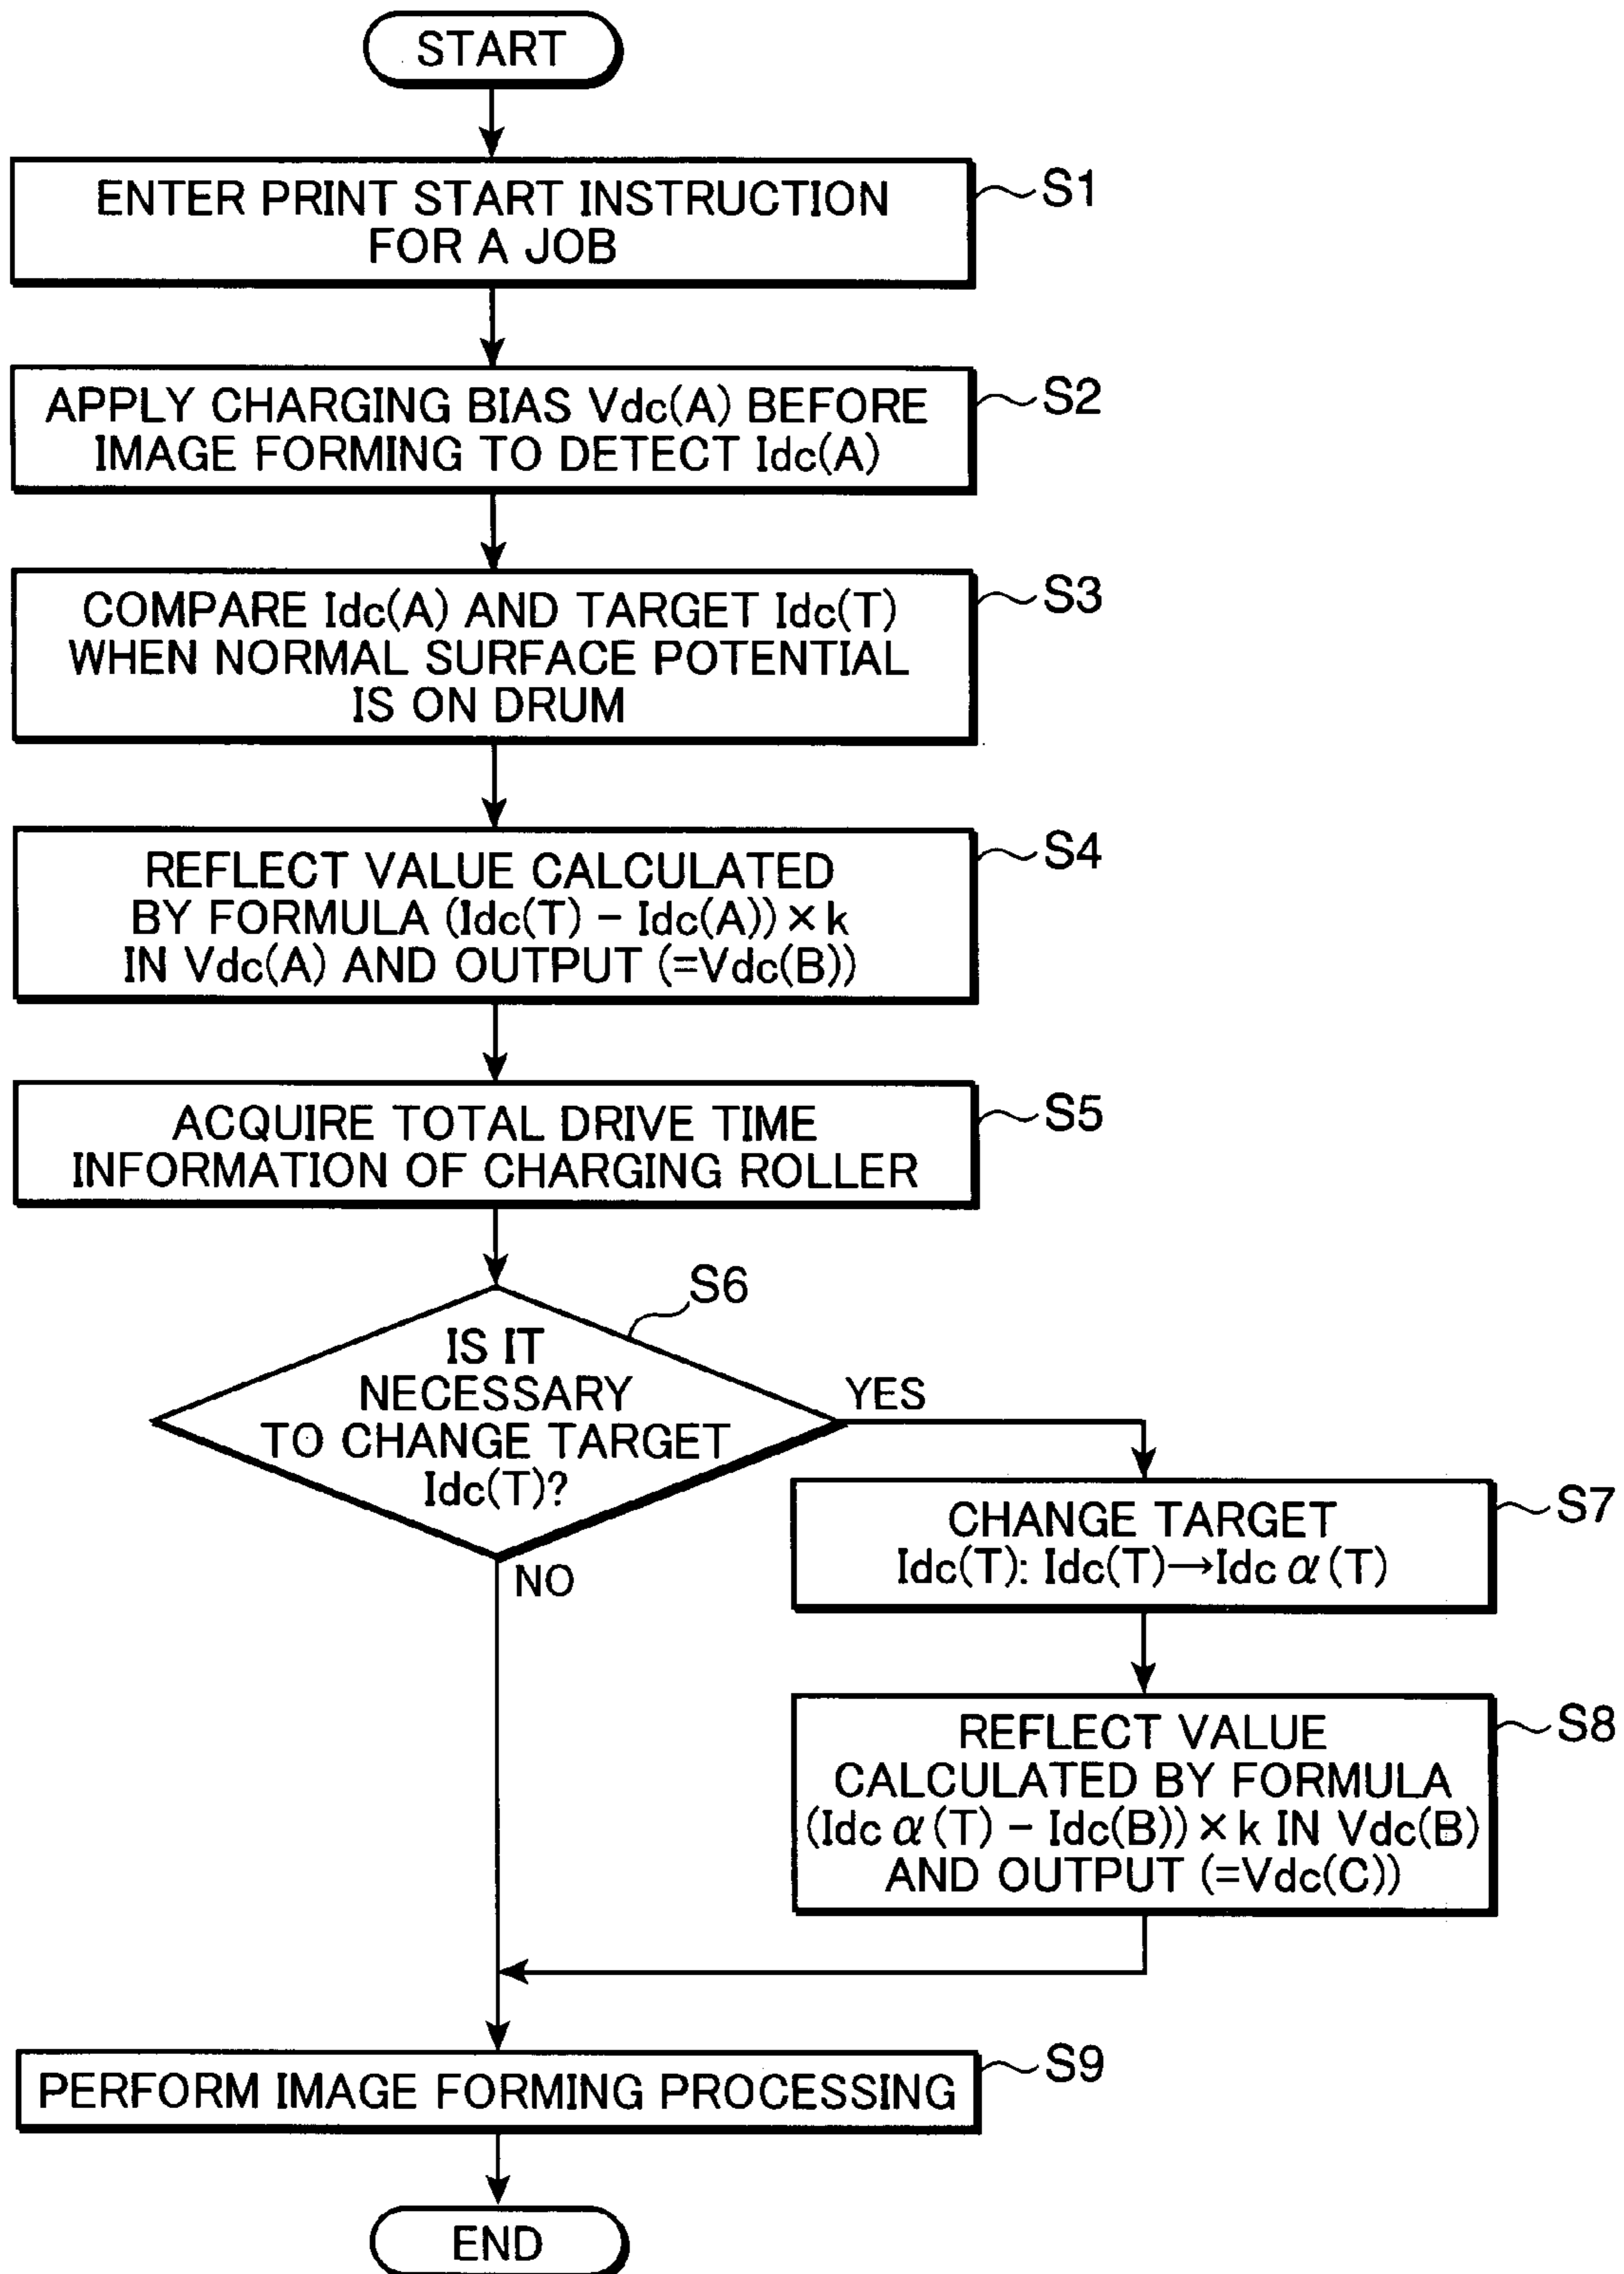 START
ENTER PRINT START INSTRUCTION
FOR A JOB
S1
APPLY CHARGING BIAS Vdc(A) BEFORE
IMAGE FORMING TO DETECT Idc(A)
S2
COMPARE Idc(A) AND TARGET Idc(T)
WHEN NORMAL SURFACE POTENTIAL
IS ON DRUM
S3
REFLECT VALUE CALCULATED
BY FORMULA (Idc(T) - Idc(A)) × k
IN Vdc(A) AND OUTPUT (=Vdc(B))
S4
ACQUIRE TOTAL DRIVE TIME
INFORMATION OF CHARGING ROLLER
S5
S6
IS IT
NECESSARY
TO CHANGE TARGET
Idc(T)?
YES
NO
CHANGE TARGET
Idc(T): Idc(T)→Idc α (T)
S7
REFLECT VALUE
CALCULATED BY FORMULA
(Idc α (T) - Idc(B)) × k IN Vdc(B)
AND OUTPUT (=Vdc(C))
S8
PERFORM IMAGE FORMING PROCESSING
S9
END